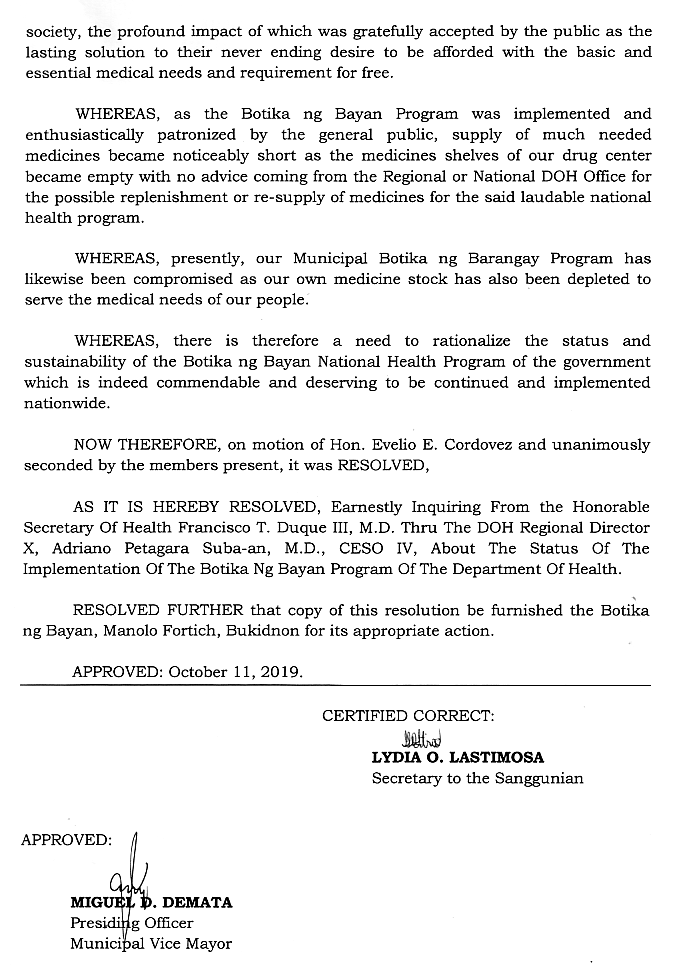 society, the profound impact of which was gratefully accepted by the public as the
lasting solution to their never ending desire to be afforded with the basic and
essential medical needs and requirement for free.
WHEREAS, as the Botika ng Bayan Program was implemented and
enthusiastically patronized by the general public, supply of much needed
medicines became noticeably short as the medicines shelves of our drug center
became empty with no advice coming from the Regional or National DOH Office for
the possible replenishment or re-supply of medicines for the said laudable national
health program.
WHEREAS, presently, our Municipal Botika ng Barangay Program has
likewise been compromised as our own medicine stock has also been depleted to
serve the medical needs of our people.
WHEREAS, there is therefore a need to rationalize the status and
sustainability of the Botika ng Bayan National Health Program of the government
which is indeed commendable and deserving to be continued and implemented
nationwide.
NOW THEREFORE, on motion of Hon. Evelio E. Cordovez and unanimously
seconded by the members present, it was RESOLVED,
AS IT IS HEREBY RESOLVED, Earnestly Inquiring From the Honorable
Secretary Of Health Francisco T. Duque III, M.D. Thru The DOH Regional Director
X, Adriano Petagara Suba-an, M.D., CESO IV, About The Status Of The
Implementation Of The Botika Ng Bayan Program Of The Department Of Health.
RESOLVED FURTHER that copy of this resolution be furnished the Botika
ng Bayan, Manolo Fortich, Bukidnon for its appropriate action.
APPROVED: October 11, 2019.
CERTIFIED CORRECT:
LYDIA O. LASTIMOSA
Secretary to the Sanggunian
APPROVED:
MIGUEL D. DEMATA
Presiding Officer
Municipal Vice Mayor